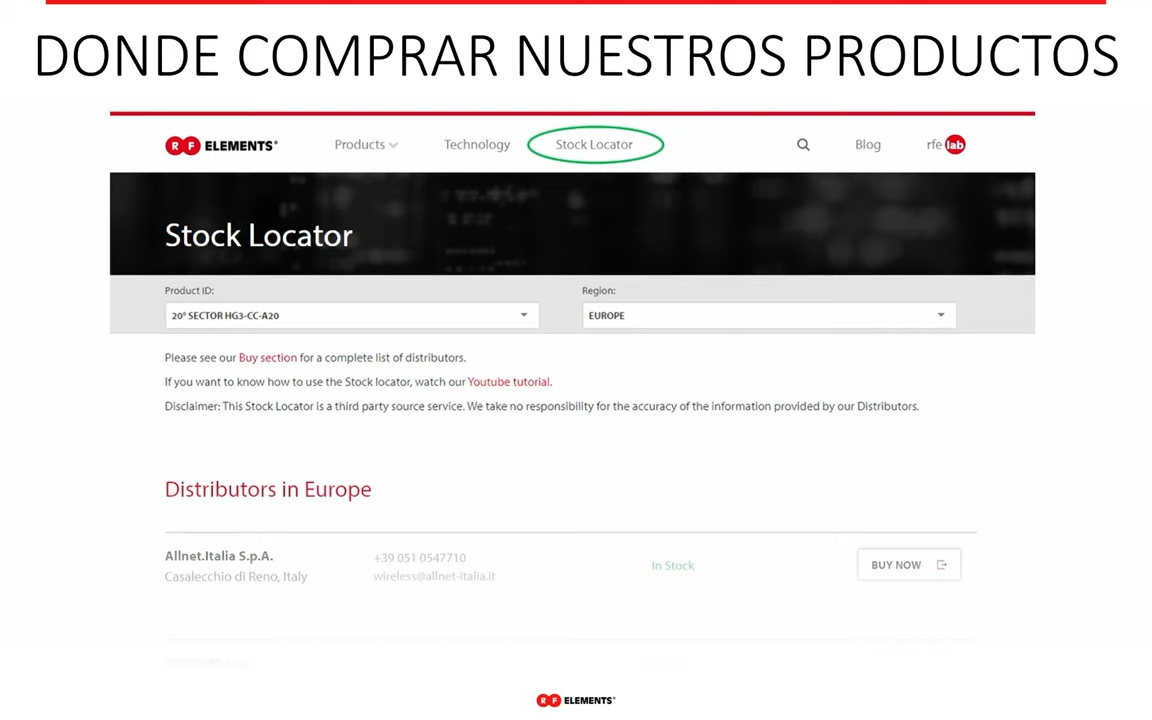 DONDE COMPRAR NUESTROS PRODUCTOS
RF ELEMENTS® Products Technology Stock Locator Blog rfe lab
Stock Locator
Product ID: Region:
20° SECTOR HG3-CC-A20 EUROPE
Please see our Buy section for a complete list of distributors.
If you want to know how to use the Stock locator, watch our Youtube tutorial.
Disclaimer: This Stock Locator is a third party source service. We take no responsibility for the accuracy of the information provided by our Distributors.
Distributors in Europe
Allnet.Italia S.p.A. +39 051 0547710 In Stock BUY NOW
Casalecchio di Reno, Italy wireless@allnet-italia.it
RF ELEMENTS®